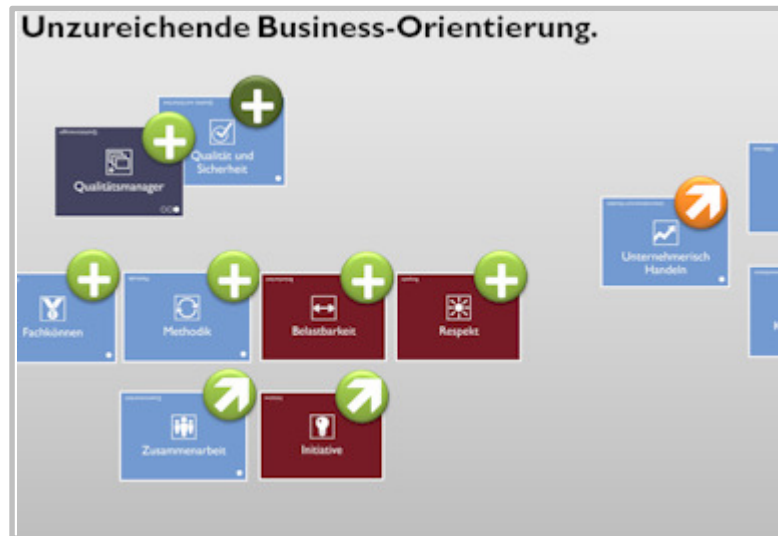 Unzureichende Business-Orientierung.
Qualität und
Sicherheit
Qualitätsmanager
Unternehmerisch
Handeln
Fachkönnen
Methodik
Belastbarkeit
Respekt
Zusammenarbeit
Initiative